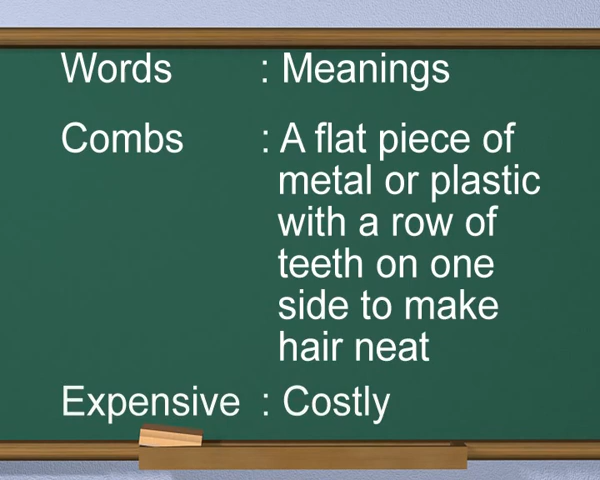 Words : Meanings
Combs : A flat piece of
metal or plastic
with a row of
teeth on one
side to make
hair neat
Expensive : Costly